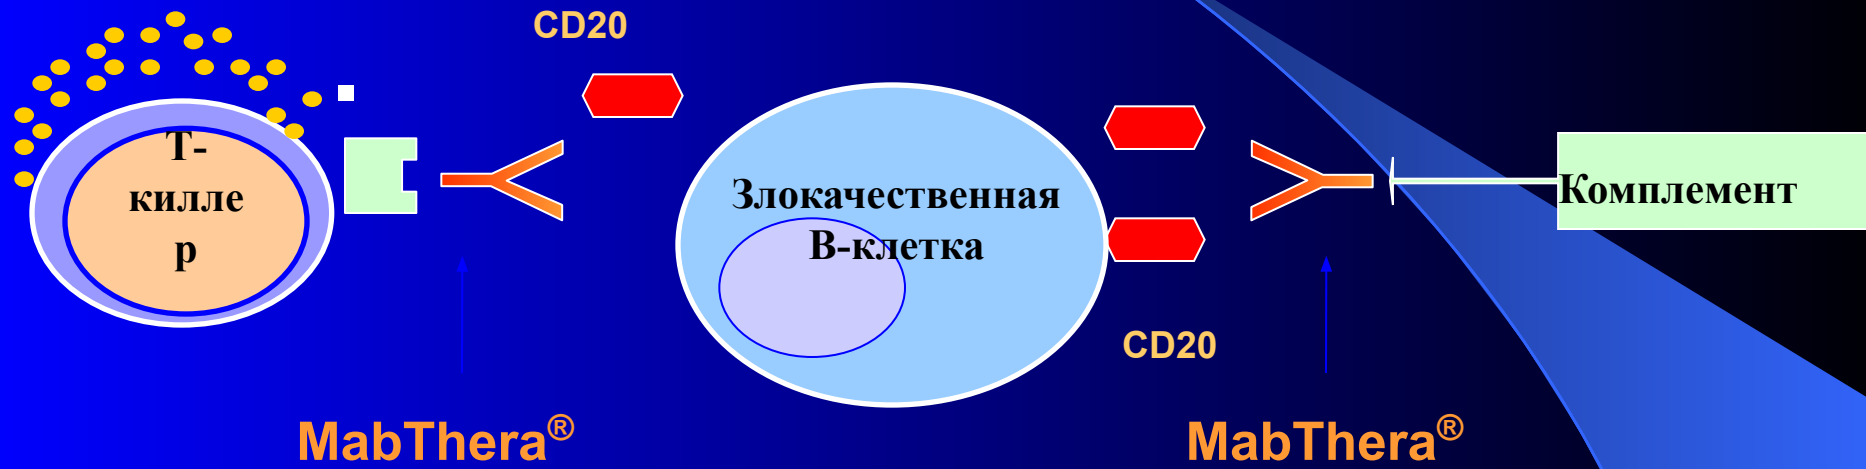 CD20
Т-
килле
р
Злокачественная
В-клетка
Комплемент
CD20
MabThera®
MabThera®